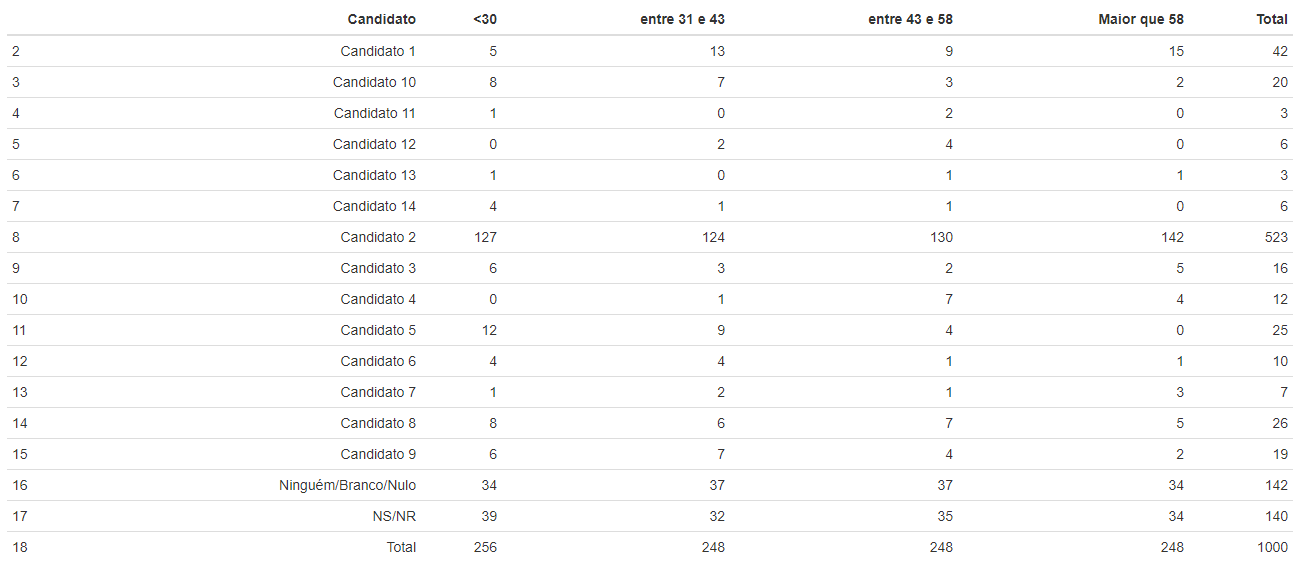 Candidato <30 entre 31 e 43 entre 43 e 58 Maior que 58 Total
2 Candidato 1 5 13 9 15 42
3 Candidato 10 8 7 3 2 20
4 Candidato 11 1 0 2 0 3
5 Candidato 12 0 2 4 0 6
6 Candidato 13 1 0 1 1 3
7 Candidato 14 4 1 1 0 6
8 Candidato 2 127 124 130 142 523
9 Candidato 3 6 3 2 5 16
10 Candidato 4 0 1 7 4 12
11 Candidato 5 12 9 4 0 25
12 Candidato 6 4 4 1 1 10
13 Candidato 7 1 2 1 3 7
14 Candidato 8 8 6 7 5 26
15 Candidato 9 6 7 4 2 19
16 Ninguém/Branco/Nulo 34 37 37 34 142
17 NS/NR 39 32 35 34 140
18 Total 256 248 248 248 1000